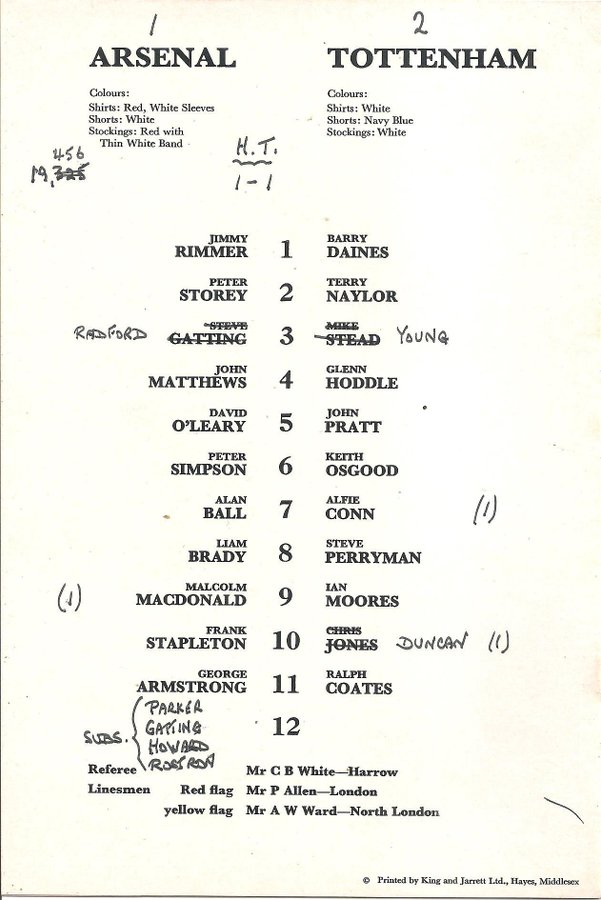 1 2
ARSENAL TOTTENHAM
Colours: Colours:
Shirts: Red, White Sleeves Shirts: White
Shorts: White Shorts: Navy Blue
Stockings: Red with Stockings: White
Thin White Band
456
19,325
H.T.
1-1
JIMMY BARRY
RIMMER 1 DAINES
PETER TERRY
STOREY 2 NAYLOR
STEVE MIKE
RADFORD GATTING 3 STEAD YOUNG
JOHN GLENN
MATTHEWS 4 HODDLE
DAVID JOHN
O'LEARY 5 PRATT
PETER KEITH
SIMPSON 6 OSGOOD
ALAN ALFIE
BALL 7 CONN (1)
LIAM STEVE
BRADY 8 PERRYMAN
MALCOLM IAN
(1) MACDONALD 9 MOORES
FRANK CHRIS
STAPLETON 10 JONES DUNCAN (1)
GEORGE RALPH
ARMSTRONG 11 COATES
12
SUBS. PARKER
GATTING
HOWARD
ROSTRON
Referee Mr C B White—Harrow
Linesmen Red flag Mr P Allen—London
yellow flag Mr A W Ward—North London
© Printed by King and Jarrett Ltd., Hayes, Middlesex